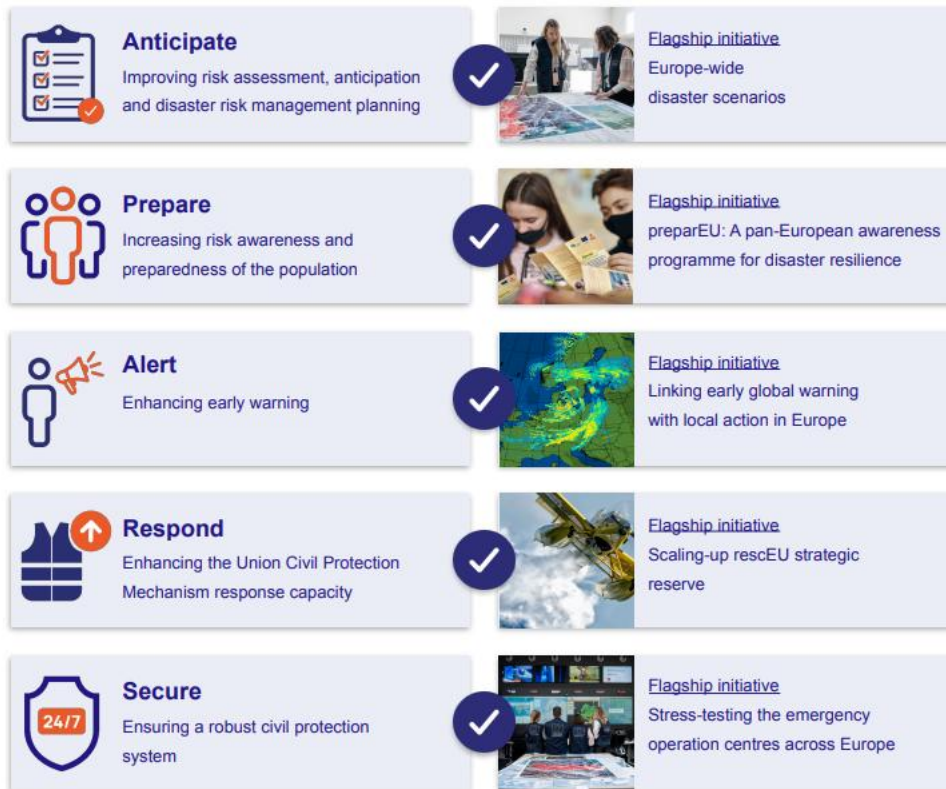 Anticipate
Improving risk assessment, anticipation
and disaster risk management planning
Flagship initiative
Europe-wide
disaster scenarios
Prepare
Increasing risk awareness and
preparedness of the population
Flagship initiative
preparEU: A pan-European awareness
programme for disaster resilience
Alert
Enhancing early warning
Flagship initiative
Linking early global warning
with local action in Europe
Respond
Enhancing the Union Civil Protection
Mechanism response capacity
Flagship initiative
Scaling-up rescEU strategic
reserve
24/7
Secure
Ensuring a robust civil protection
system
Flagship initiative
Stress-testing the emergency
operation centres across Europe